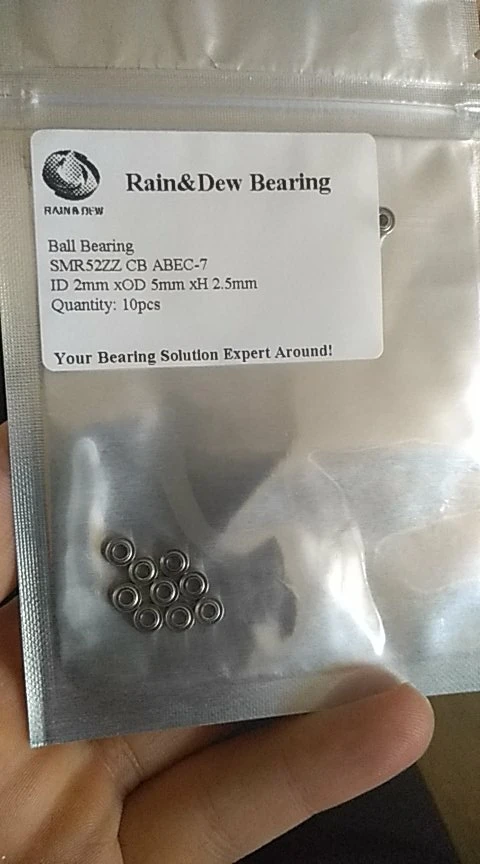 Rain&Dew Bearing
RAIN & DEW
Ball Bearing
SMR52ZZ CB ABEC-7
ID 2mm xOD 5mm xH 2.5mm
Quantity: 10pcs
Your Bearing Solution Expert Around!